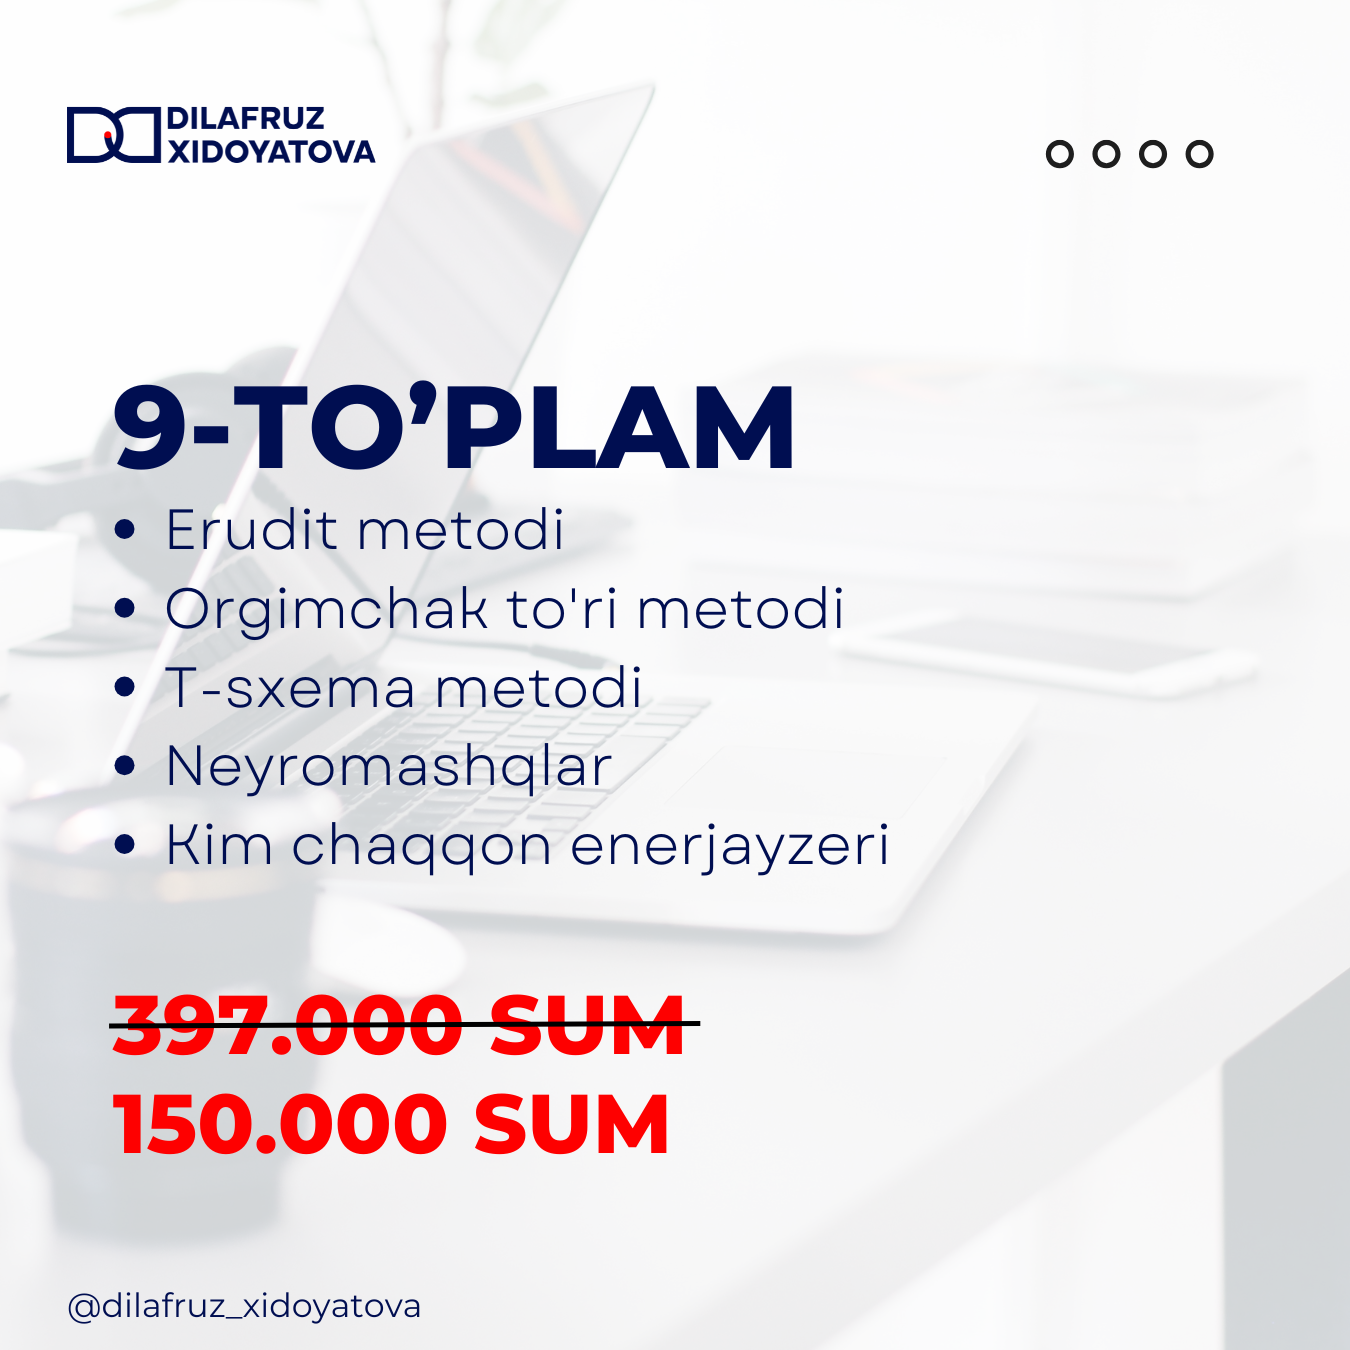 DILAFRUZ
XIDOYATOVA
9-TO’PLAM
• Erudit metodi
• Orgimchak to'ri metodi
• T-sxema metodi
• Neyromashqlar
• Kim chaqqon enerjayzeri
397.000 SUM
150.000 SUM
@dilafruz_xidoyatova